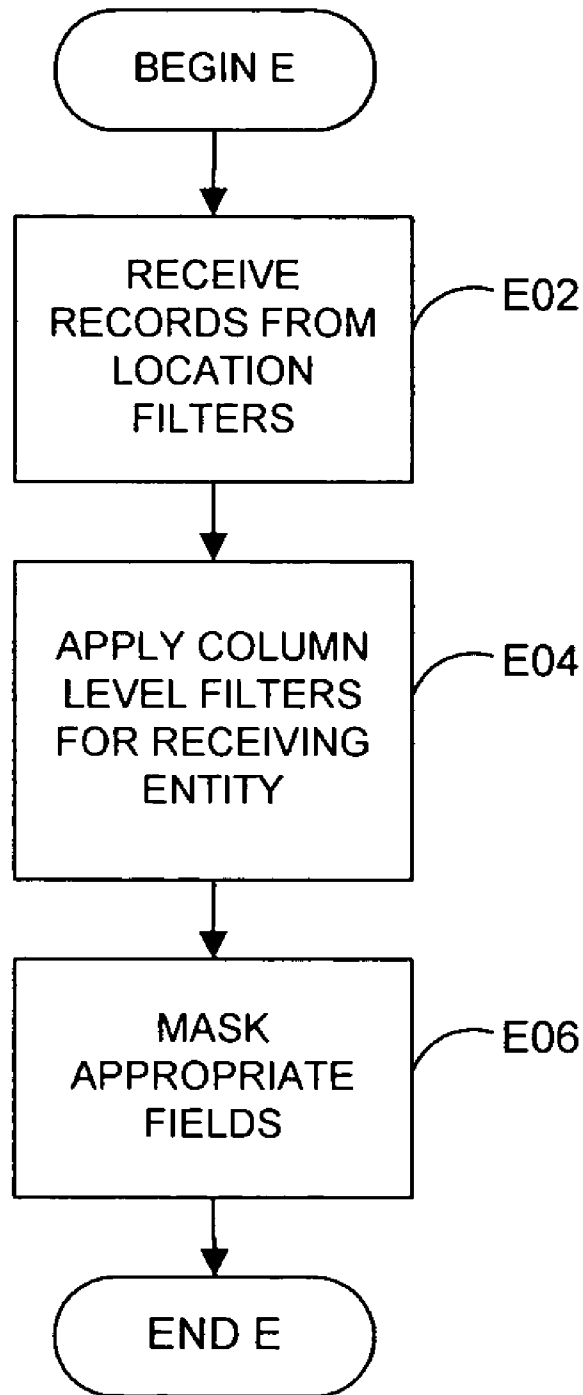 BEGIN E
RECEIVE
RECORDS FROM
LOCATION
FILTERS
E02
APPLY COLUMN
LEVEL FILTERS
FOR RECEIVING
ENTITY
E04
MASK
APPROPRIATE
FIELDS
E06
END E